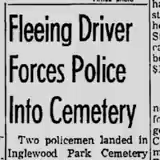 Fleeing Driver
Forces Police
Into Cemetery
Two policemen landed in
Inglewood Park Cemetery